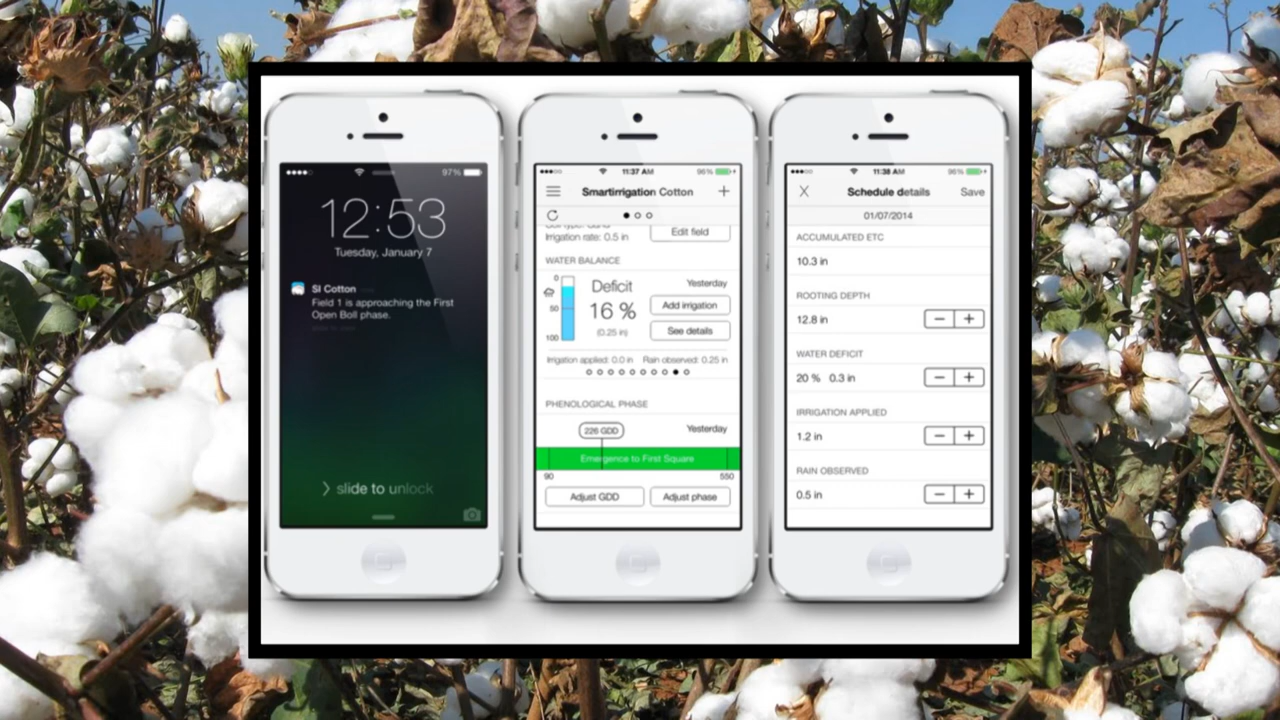 97%
12:53
Tuesday, January 7
SI Cotton
Field 1 is approaching the First
Open Boll phase.
slide to unlock
11:37 AM
96%
Smartirrigation Cotton
Irrigation rate: 0.5 in
Edit field
WATER BALANCE
0
50
100
Deficit
16 %
(0.25 in)
Yesterday
Add irrigation
See details
Irrigation applied: 0.0 in Rain observed: 0.25 in
PHENOLOGICAL PHASE
226 GDD
Yesterday
Emergence to First Square
90
550
Adjust GDD
Adjust phase
11:38 AM
96%
Schedule details
Save
01/07/2014
ACCUMULATED ETC
10.3 in
ROOTING DEPTH
12.8 in
WATER DEFICIT
20 % 0.3 in
IRRIGATION APPLIED
1.2 in
RAIN OBSERVED
0.5 in